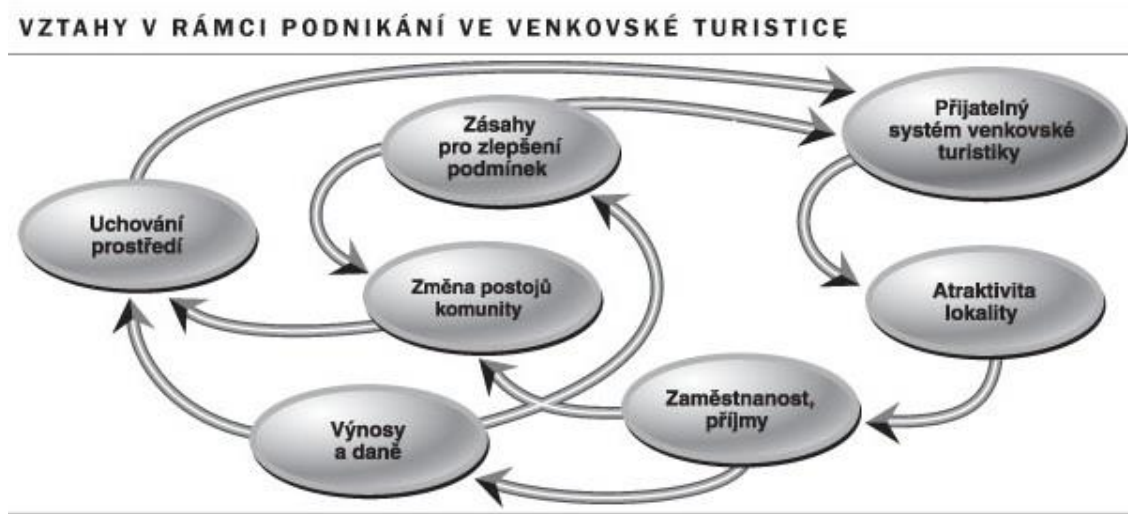 VZTAHY V RÁMCI PODNIKÁNÍ VE VENKOVSKÉ TURISTICE
Zásahy
pro zlepšení
podmínek
Přijatelný
systém venkovské
turistiky
Uchování
prostředí
Změna postojů
komunity
Atraktivita
lokality
Zaměstnanost,
příjmy
Výnosy
a daně